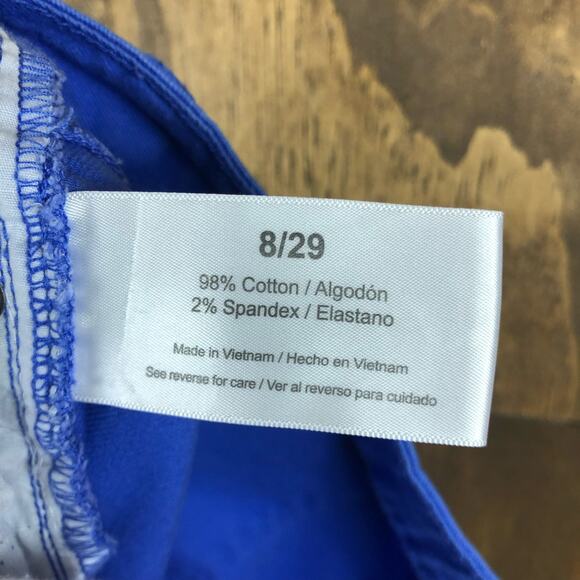 8/29
98% Cotton / Algodón
2% Spandex / Elastano
Made in Vietnam / Hecho en Vietnam
See reverse for care / Ver al reverso para cuidado